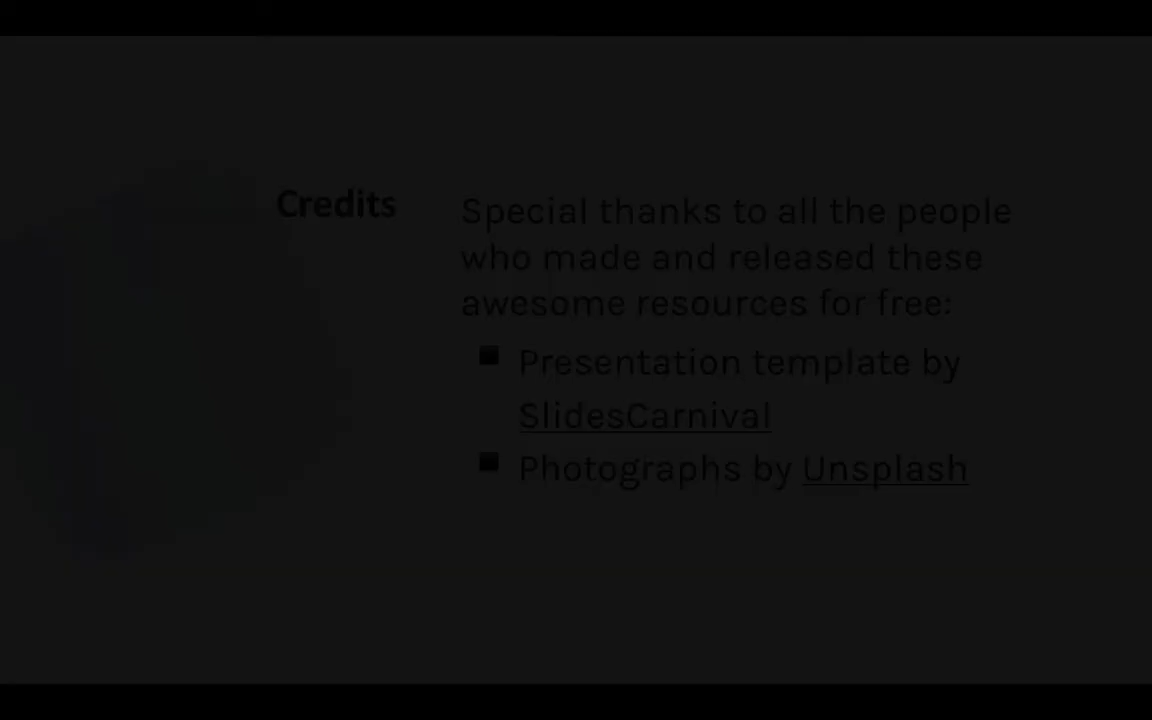 Credits
Special thanks to all the people
who made and released these
awesome resources for free:
Presentation template by
SlidesCarnival
Photographs by Unsplash